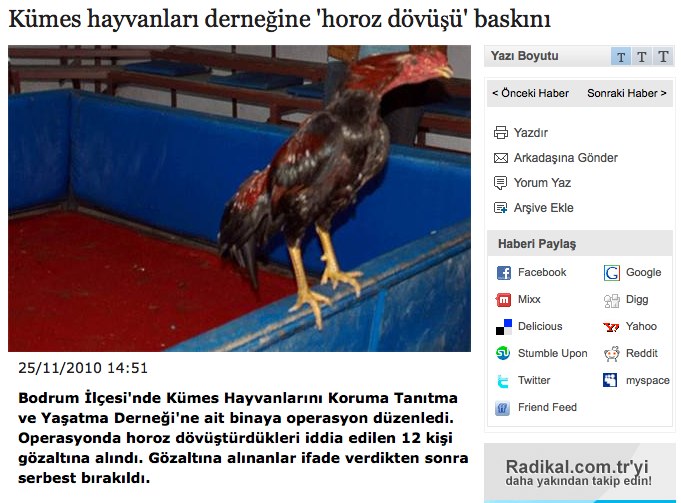 Kümes hayvanları derneğine 'horoz dövüşü' baskını
Yazı Boyutu
T T T
< Önceki Haber Sonraki Haber >
Yazdır
Arkadaşına Gönder
Yorum Yaz
Arşive Ekle
Haberi Paylaş
Facebook
Google
Mixx
Digg
Delicious
Yahoo
Stumble Upon
Reddit
Twitter
myspace
Friend Feed
25/11/2010 14:51
Bodrum İlçesi'nde Kümes Hayvanlarını Koruma Tanıtma
ve Yaşatma Derneği'ne ait binaya operasyon düzenledi.
Operasyonda horoz dövüştürdükleri iddia edilen 12 kişi
gözaltına alındı. Gözaltına alınanlar ifade verdikten sonra
serbest bırakıldı.
Radikal.com.tr'yi
daha yakından takip edin!